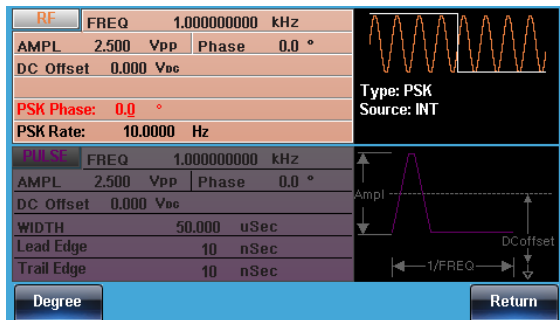 RF FREQ 1.000000000 kHz
AMPL 2.500 Vpp Phase 0.0 °
DC Offset 0.000 VDC
Type: PSK
PSK Phase: 0.0 ° Source: INT
PSK Rate: 10.0000 Hz
PULSE FREQ 1.000000000 kHz
AMPL 2.500 Vpp Phase 0.0 °
Ampl
DC Offset 0.000 VDC
WIDTH 50.000 uSec
Lead Edge 10 nSec DCoffset
Trail Edge 10 nSec 1/FREQ
Degree Return